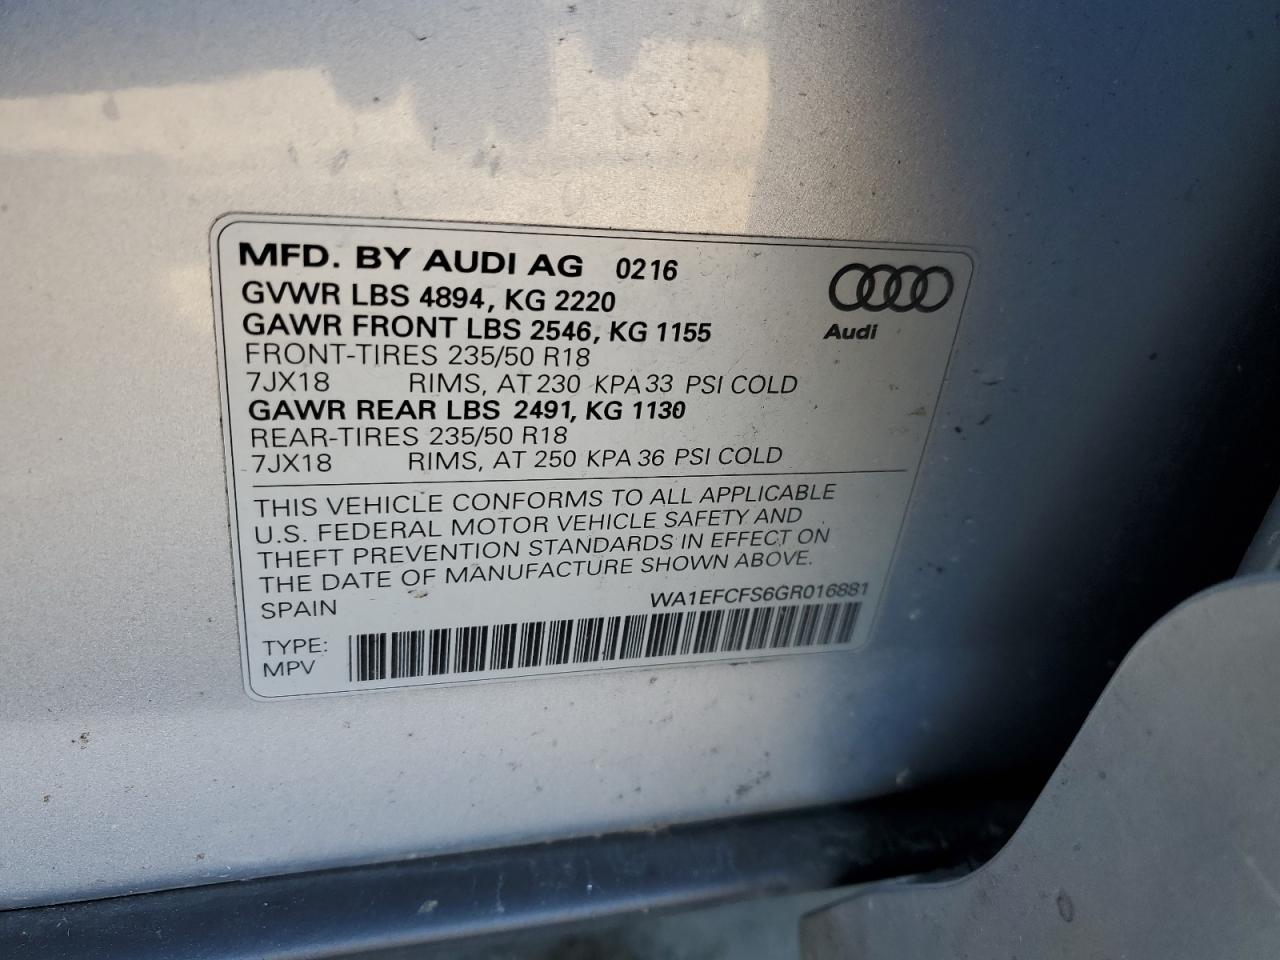 MFD. BY AUDI AG 0216
GVWR LBS 4894, KG 2220
GAWR FRONT LBS 2546, KG 1155
FRONT-TIRES 235/50 R18
7JX18 RIMS, AT 230 KPA 33 PSI COLD
GAWR REAR LBS 2491, KG 1130
REAR-TIRES 235/50 R18
7JX18 RIMS, AT 250 KPA 36 PSI COLD
Audi
THIS VEHICLE CONFORMS TO ALL APPLICABLE
U.S. FEDERAL MOTOR VEHICLE SAFETY AND
THEFT PREVENTION STANDARDS IN EFFECT ON
THE DATE OF MANUFACTURE SHOWN ABOVE.
SPAIN WA1EFCFS6GR016881
TYPE:
MPV